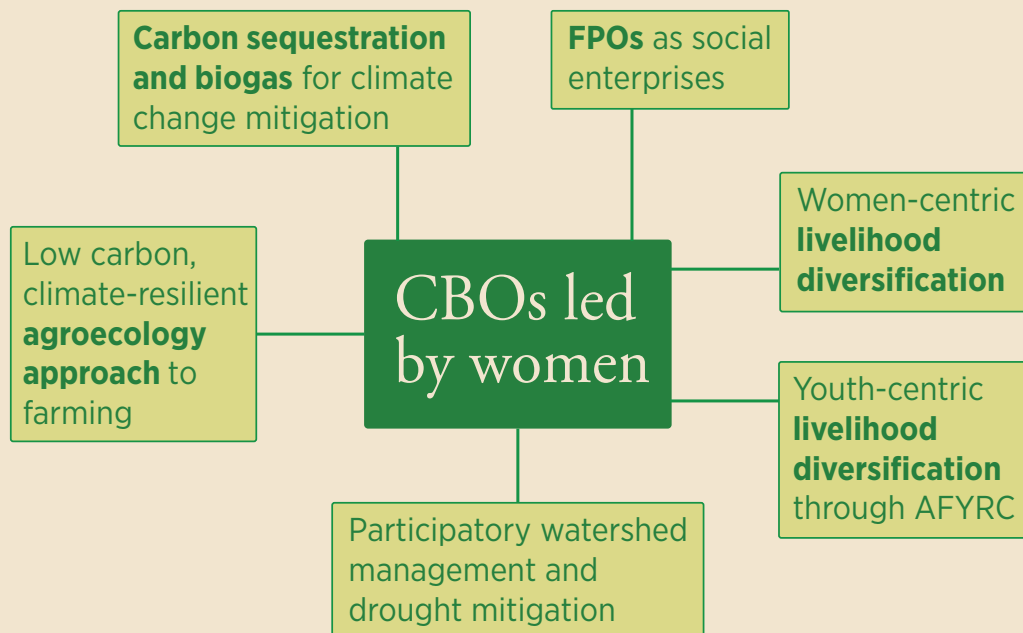 Carbon sequestration
and biogas for climate
change mitigation
FPOs as social
enterprises
Women-centric
livelihood
diversification
Low carbon,
climate-resilient
agroecology
approach to
farming
CBOs led
by women
Youth-centric
livelihood
diversification
through AFYRC
Participatory watershed
management and
drought mitigation